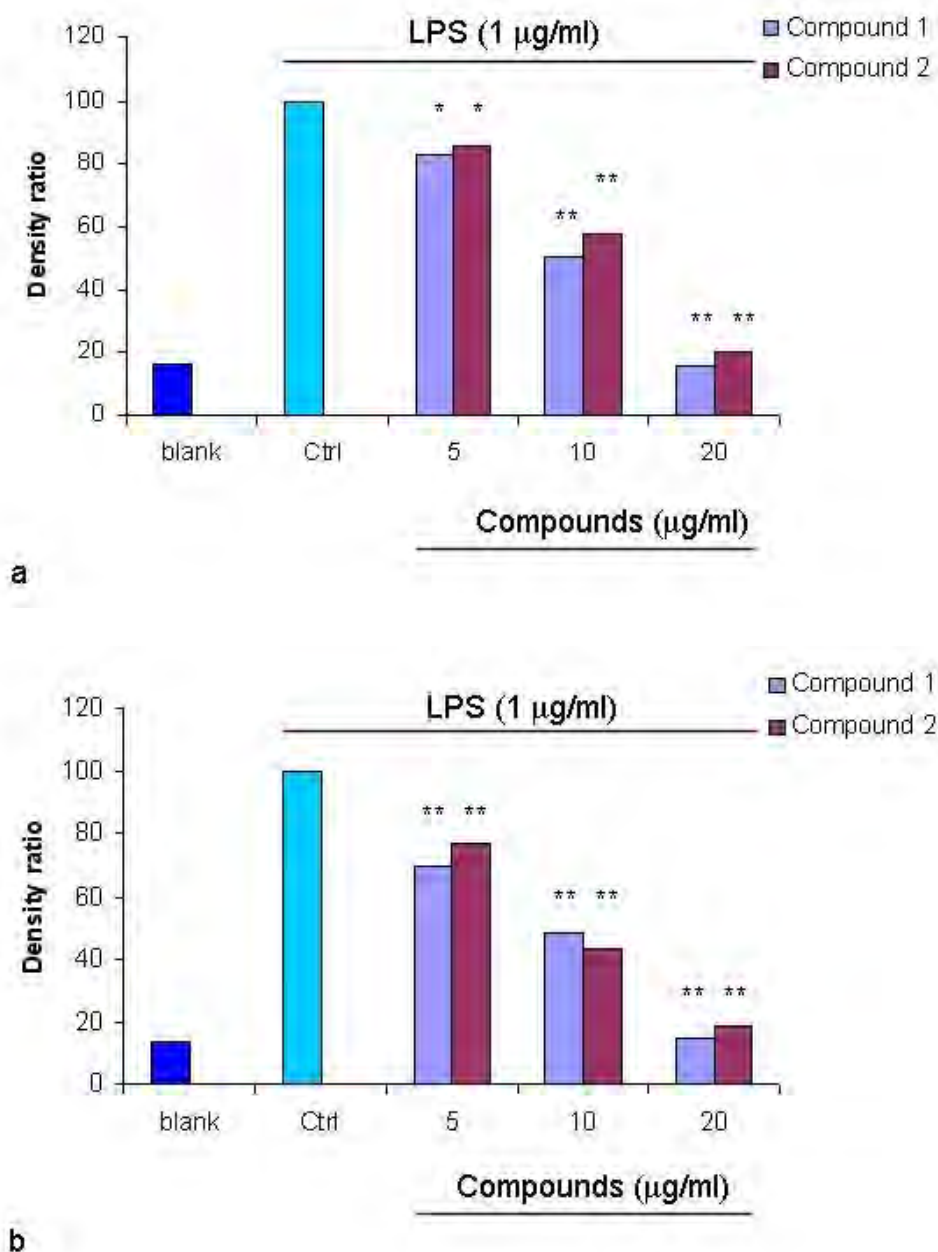 LPS (1 μg/ml)
Compound 1
Compound 2
120
100
80
60
40
20
0
Density ratio
* *
**
**
** **
blank Ctrl 5 10 20
Compounds (μg/ml)
a
LPS (1 μg/ml)
Compound 1
Compound 2
120
100
80
60
40
20
0
Density ratio
** **
** **
** **
blank Ctrl 5 10 20
Compounds (μg/ml)
b